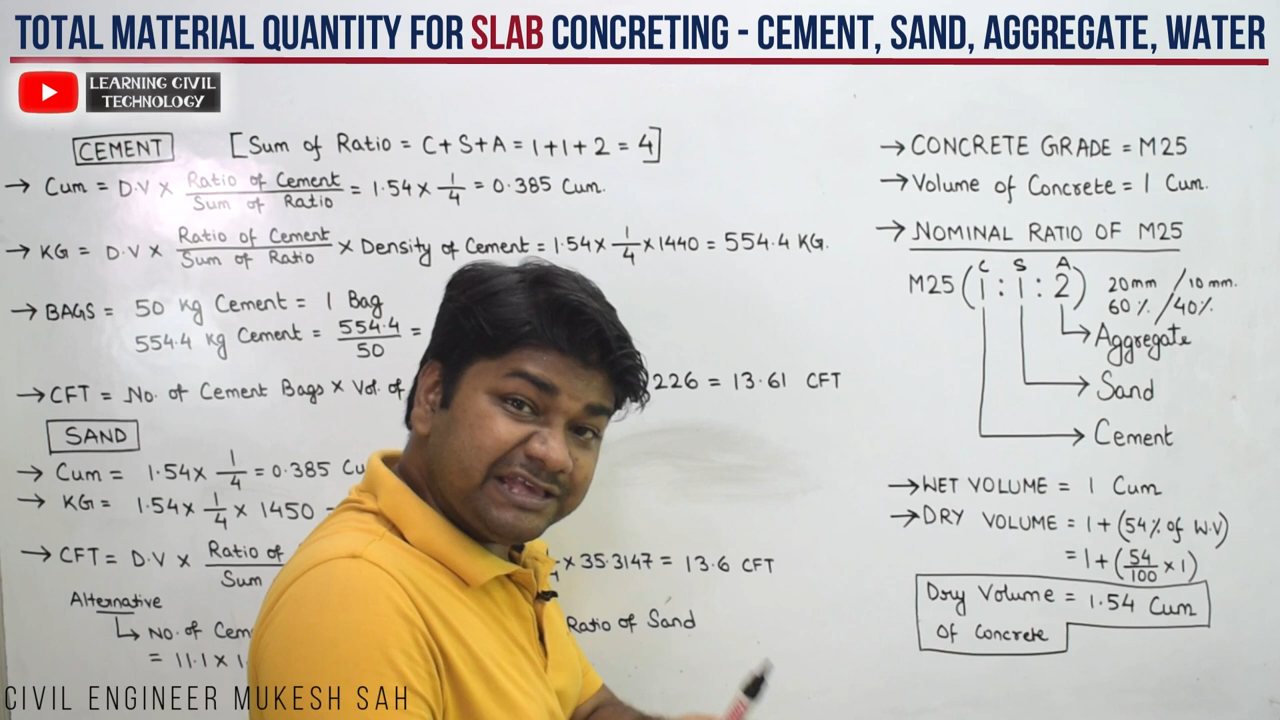 TOTAL MATERIAL QUANTITY FOR SLAB CONCRETING - CEMENT, SAND, AGGREGATE, WATER
LEARNING CIVIL
TECHNOLOGY
CEMENT [Sum of Ratio = C+S+A = 1+1+2 = 4]
→ Cum = D.V × Ratio of Cement / Sum of Ratio = 1.54 × 1/4 = 0.385 Cum.
→ KG = D.V × Ratio of Cement / Sum of Ratio × Density of Cement = 1.54 × 1/4 × 1440 = 554.4 KG.
→ BAGS = 50 kg Cement = 1 Bag
554.4 kg Cement = 554.4 / 50 =
→ CFT = No. of Cement Bags × Vol. of 226 = 13.61 CFT
SAND
→ Cum = 1.54 × 1/4 = 0.385 Cu
→ KG = 1.54 × 1/4 × 1450
→ CFT = D.V × Ratio of / Sum × 35.3147 = 13.6 CFT
Alternative
↳ No. of Cem Ratio of Sand
= 11.1 × 1.
→ CONCRETE GRADE = M25
→ Volume of Concrete = 1 Cum.
→ NOMINAL RATIO OF M25
C S A
M25 (1 : 1 : 2) 20mm / 10 mm.
60 % / 40 %.
→ Aggregate
→ Sand
→ Cement
→ WET VOLUME = 1 Cum
→ DRY VOLUME = 1 + (54% of W.V)
= 1 + (54/100 × 1)
Dry Volume = 1.54 Cum
Of Concrete
CIVIL ENGINEER MUKESH SAH